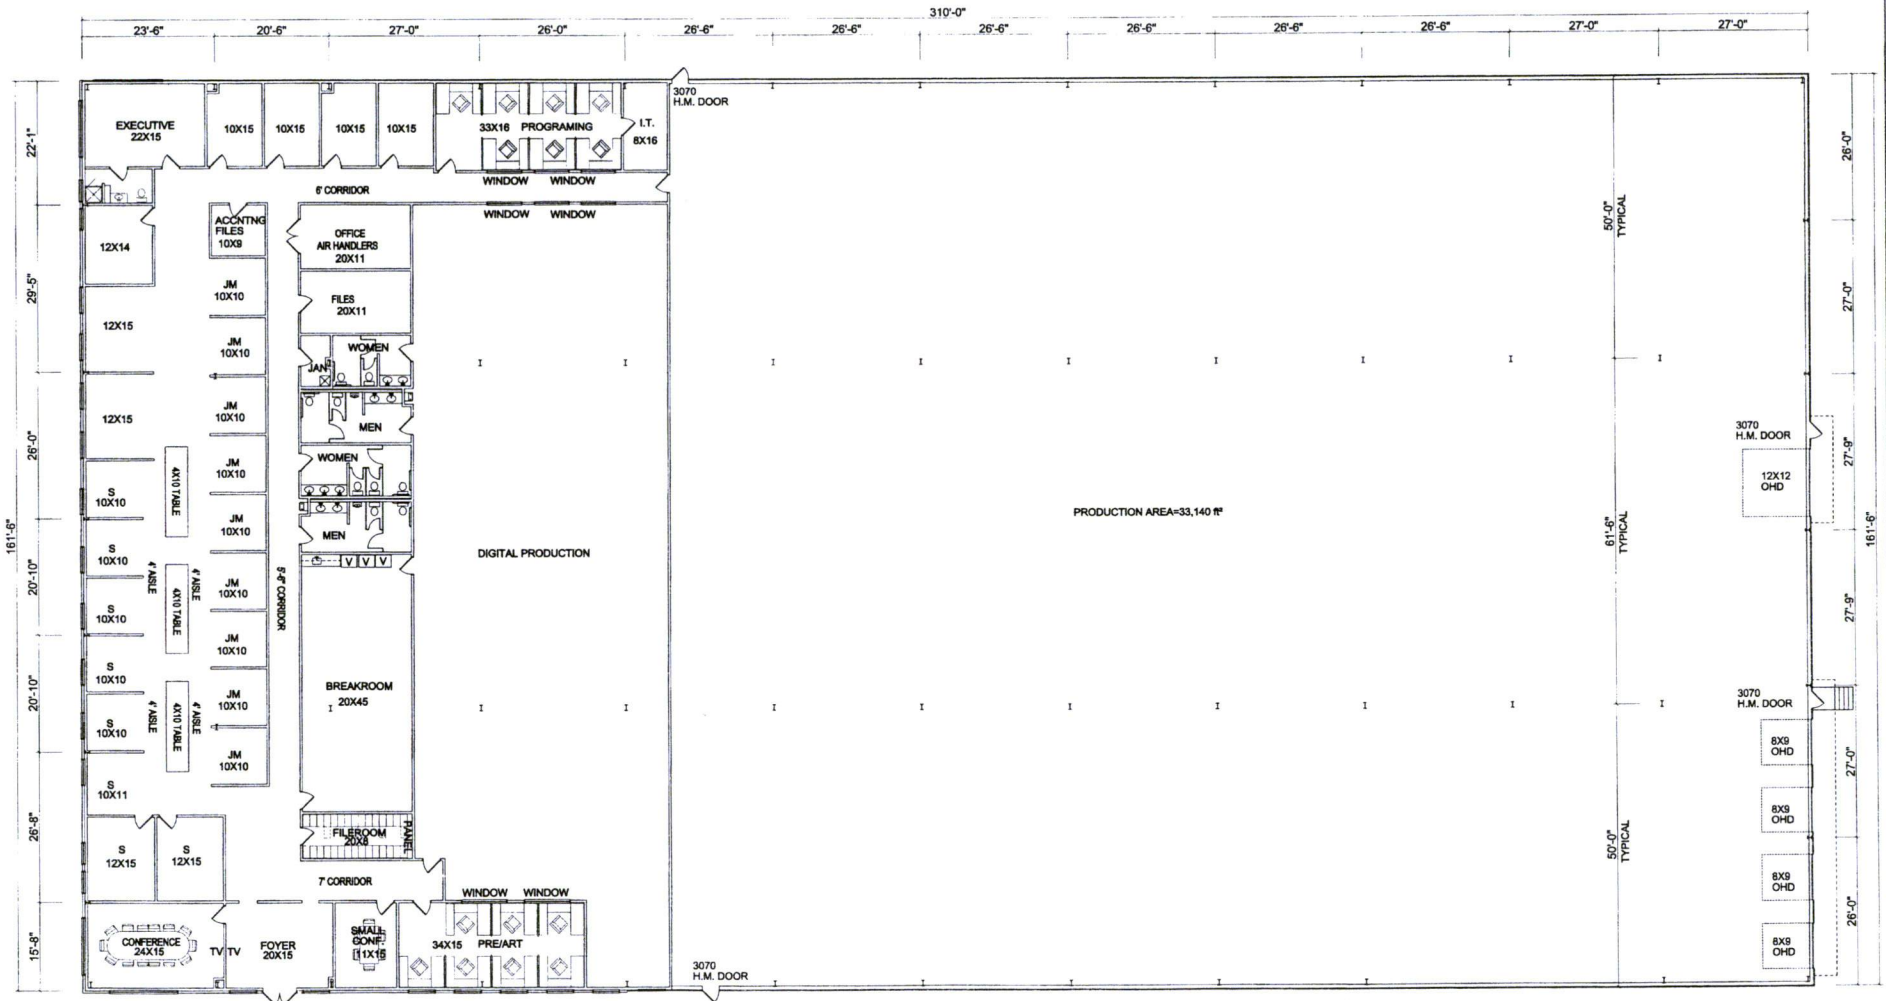 310'-0"
23'-6"
20'-6"
27'-0"
26'-0"
26'-6"
26'-6"
26'-6"
26'-6"
26'-6"
26'-6"
27'-0"
27'-0"
3070
H.M. DOOR
EXECUTIVE
22X15
10X15
10X15
10X15
10X15
33X16 PROGRAMING
I.T.
8X16
22'-1"
26'-0"
WINDOW WINDOW
6' CORRIDOR
WINDOW WINDOW
50'-0"
TYPICAL
ACCNTNG
FILES
10X9
12X14
OFFICE
AIR HANDLERS
20X11
29'-5"
JM
10X10
FILES
20X11
27'-0"
12X15
JM
10X10
WOMEN
JAN
12X15
JM
10X10
MEN
3070
H.M. DOOR
26'-0"
WOMEN
27'-9"
4X10 TABLE
JM
10X10
12X12
OHD
S
10X10
JM
10X10
PRODUCTION AREA=33,140 ft²
MEN
161'-6"
61'-6"
TYPICAL
161'-6"
S
10X10
V V V
DIGITAL PRODUCTION
4' AISLE
4' AISLE
20'-10"
JM
10X10
5'-6" CORRIDOR
4X10 TABLE
S
10X10
27'-9"
JM
10X10
S
10X10
BREAKROOM
20X45
20'-10"
JM
10X10
3070
H.M. DOOR
4' AISLE
4' AISLE
4X10 TABLE
S
10X10
8X9
OHD
JM
10X10
27'-0"
S
10X11
8X9
OHD
26'-8"
FILEROOM
20X8
PANEL
50'-0"
TYPICAL
S
12X15
S
12X15
8X9
OHD
7' CORRIDOR
WINDOW WINDOW
26'-0"
15'-8"
CONFERENCE
24X15
TV TV
FOYER
20X15
SMALL
CONF.
11X15
34X15 PRE/ART
8X9
OHD
3070
H.M. DOOR